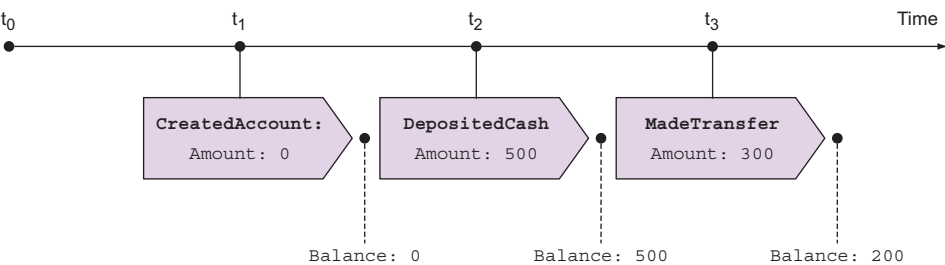 t0 t1 t2 t3 Time
CreatedAccount: DepositedCash MadeTransfer
Amount: 0 Amount: 500 Amount: 300
Balance: 0 Balance: 500 Balance: 200